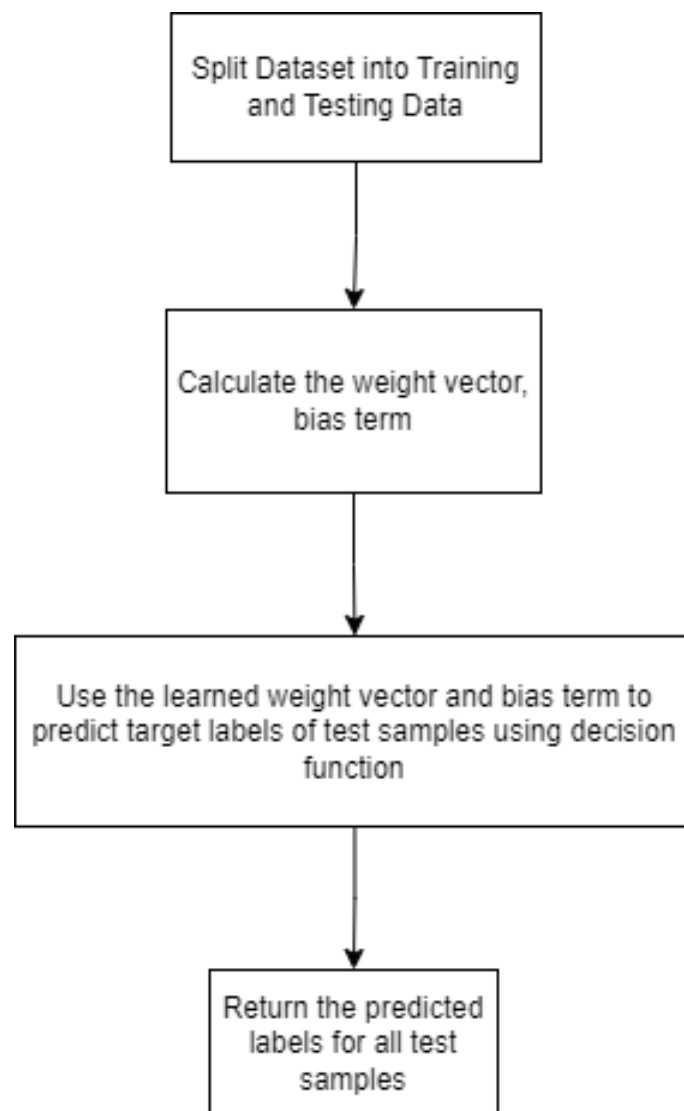 Split Dataset into Training
and Testing Data
Calculate the weight vector,
bias term
Use the learned weight vector and bias term to
predict target labels of test samples using decision
function
Return the predicted
labels for all test
samples